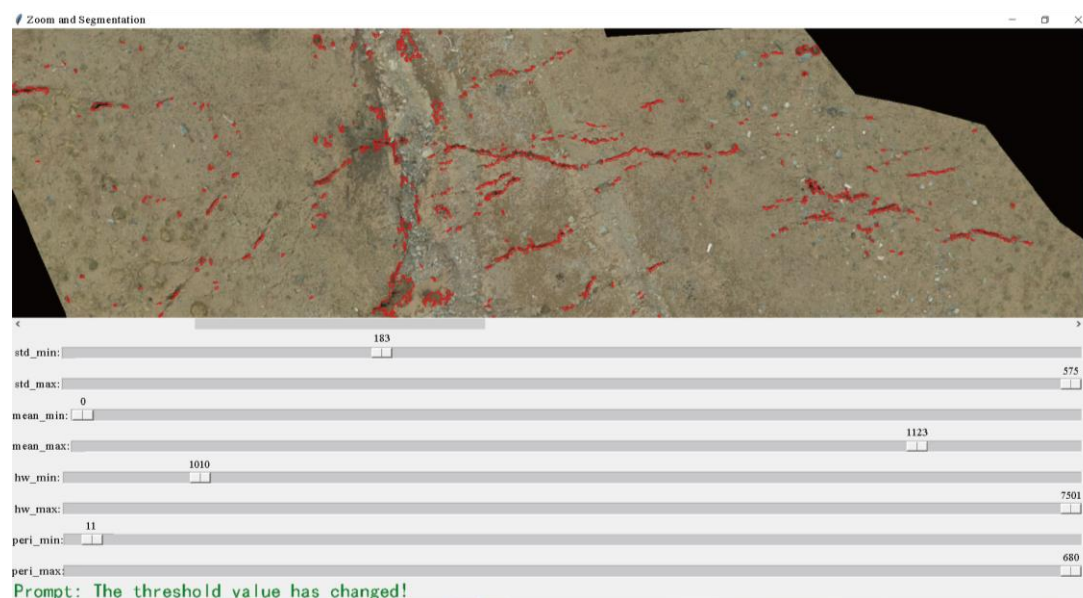 Zoom and Segmentation
183
std_min:
575
std_max:
0
mean_min:
1123
mean_max:
1010
hw_min:
7501
hw_max:
11
peri_min:
680
peri_max:
Prompt: The threshold value has changed!